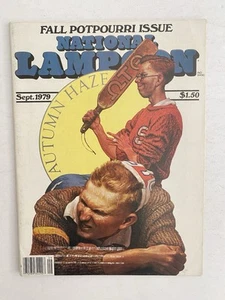 FALL POTPOURRI ISSUE
NATIONAL
LAMPOON
Sept. 1979
$1.50
AUTUMN HAZE